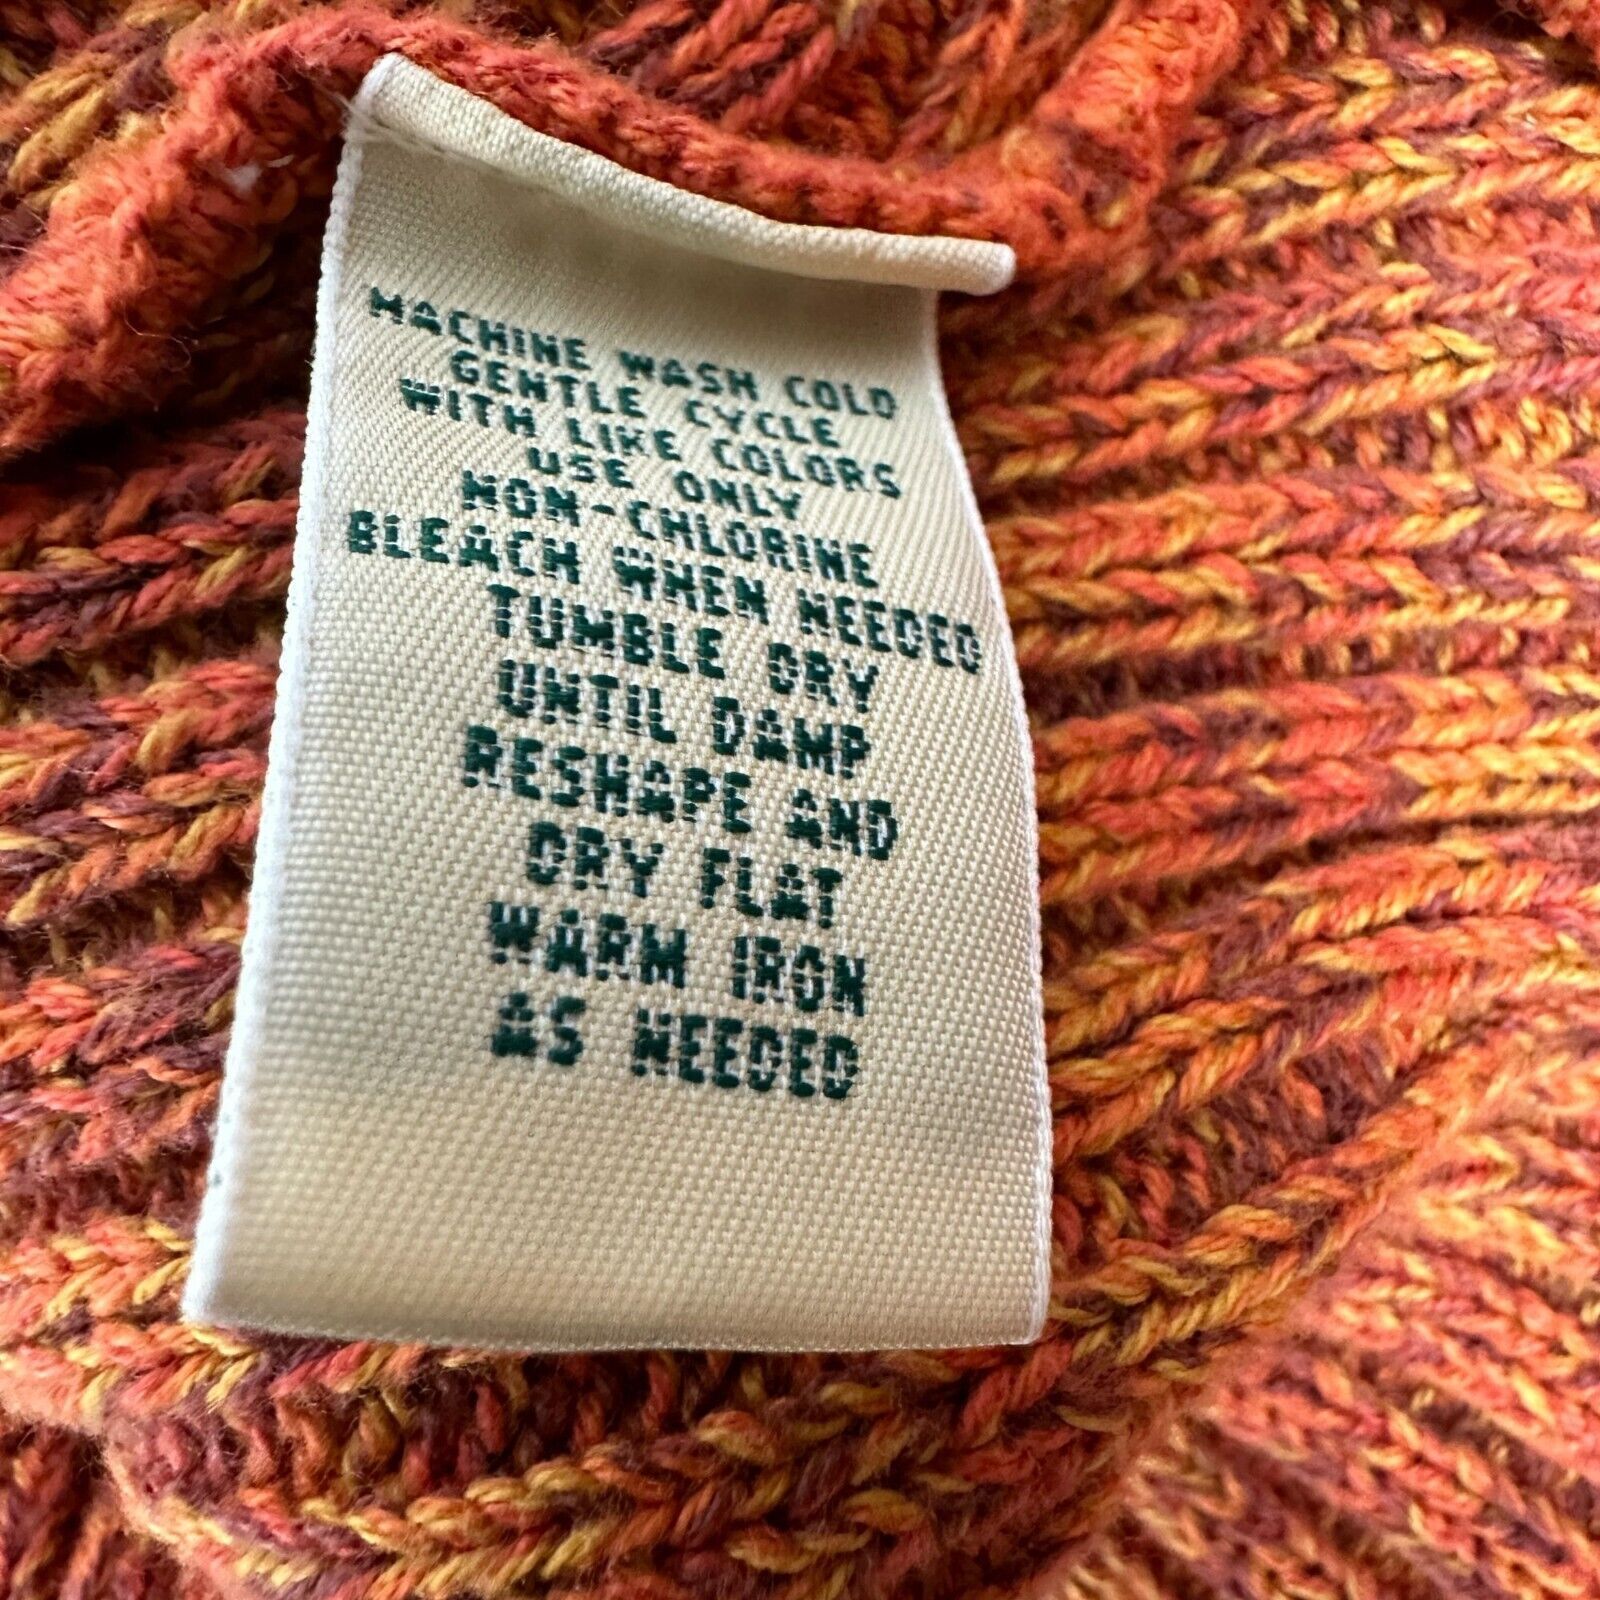 MACHINE WASH COLD
GENTLE CYCLE
WITH LIKE COLORS
USE ONLY
NON-CHLORINE
BLEACH WHEN NEEDED
TUMBLE DRY
UNTIL DAMP
RESHAPE AND
DRY FLAT
WARM IRON
AS NEEDED